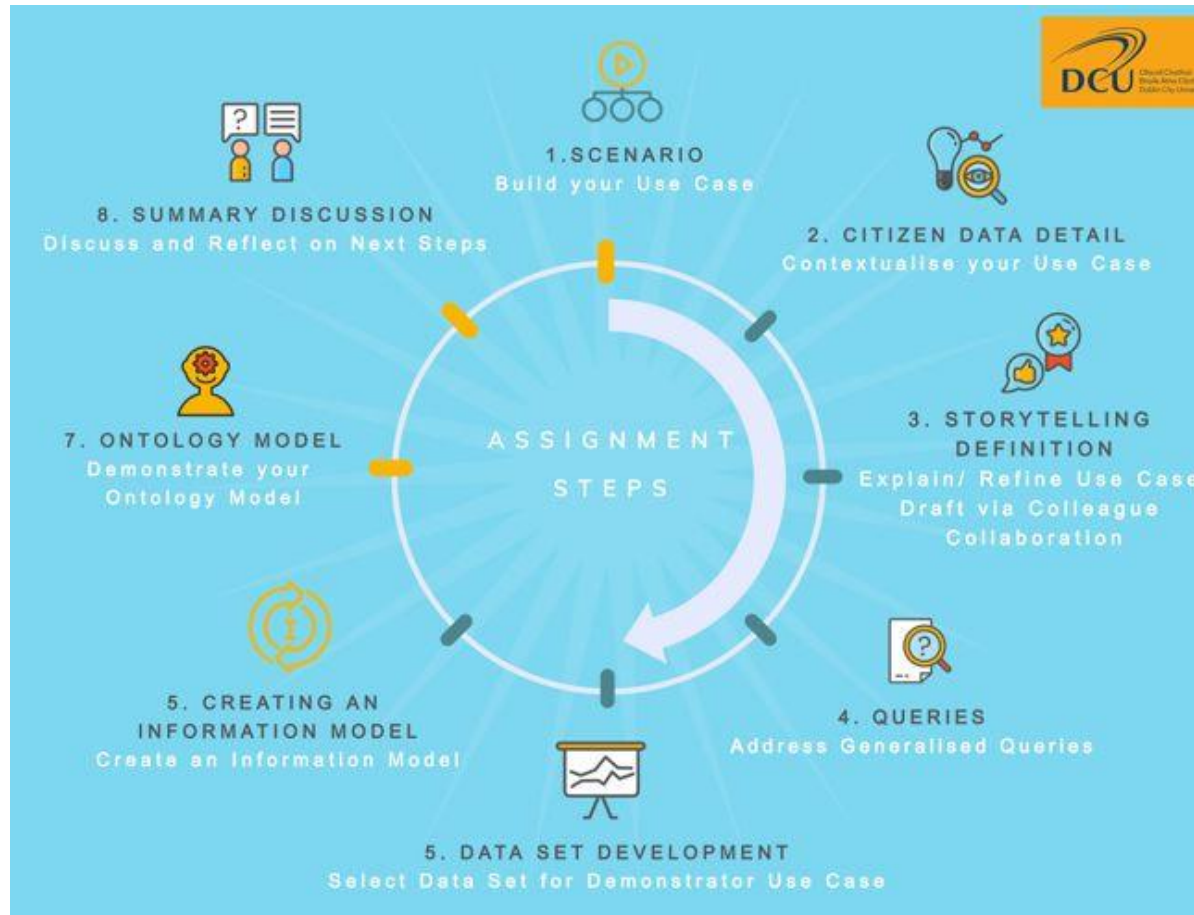 DCU
1.SCENARIO
Build your Use Case
2. CITIZEN DATA DETAIL
Contextualise your Use Case
3. STORYTELLING
DEFINITION
Explain/ Refine Use Case
Draft via Colleague
Collaboration
4. QUERIES
Address Generalised Queries
5. DATA SET DEVELOPMENT
Select Data Set for Demonstrator Use Case
5. CREATING AN
INFORMATION MODEL
Create an Information Model
7. ONTOLOGY MODEL
Demonstrate your
Ontology Model
8. SUMMARY DISCUSSION
Discuss and Reflect on Next Steps
ASSIGNMENT
STEPS